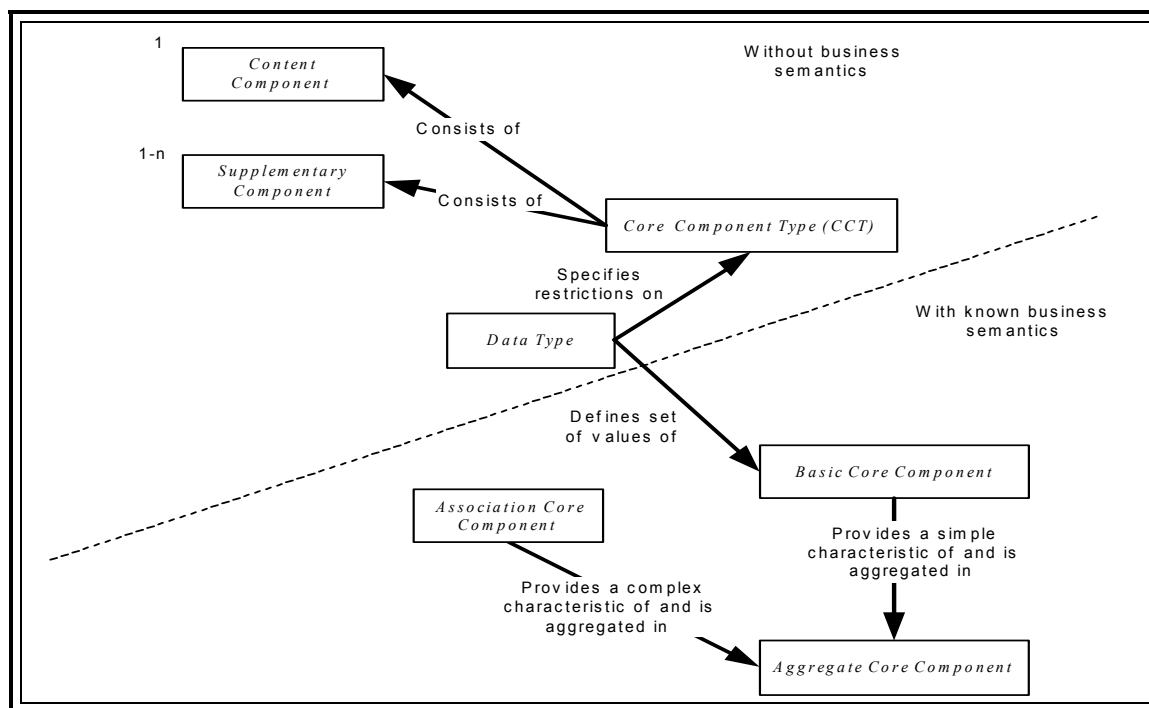 1
Content
Component
Without business
semantics
Consists of
1-n
Supplementary
Component
Consists of
Core Component Type (CCT)
Specifies
restrictions on
With known business
semantics
Data Type
Defines set
of values of
Basic Core Component
Association Core
Component
Provides a simple
characteristic of and is
aggregated in
Provides a complex
characteristic of and is
aggregated in
Aggregate Core Component